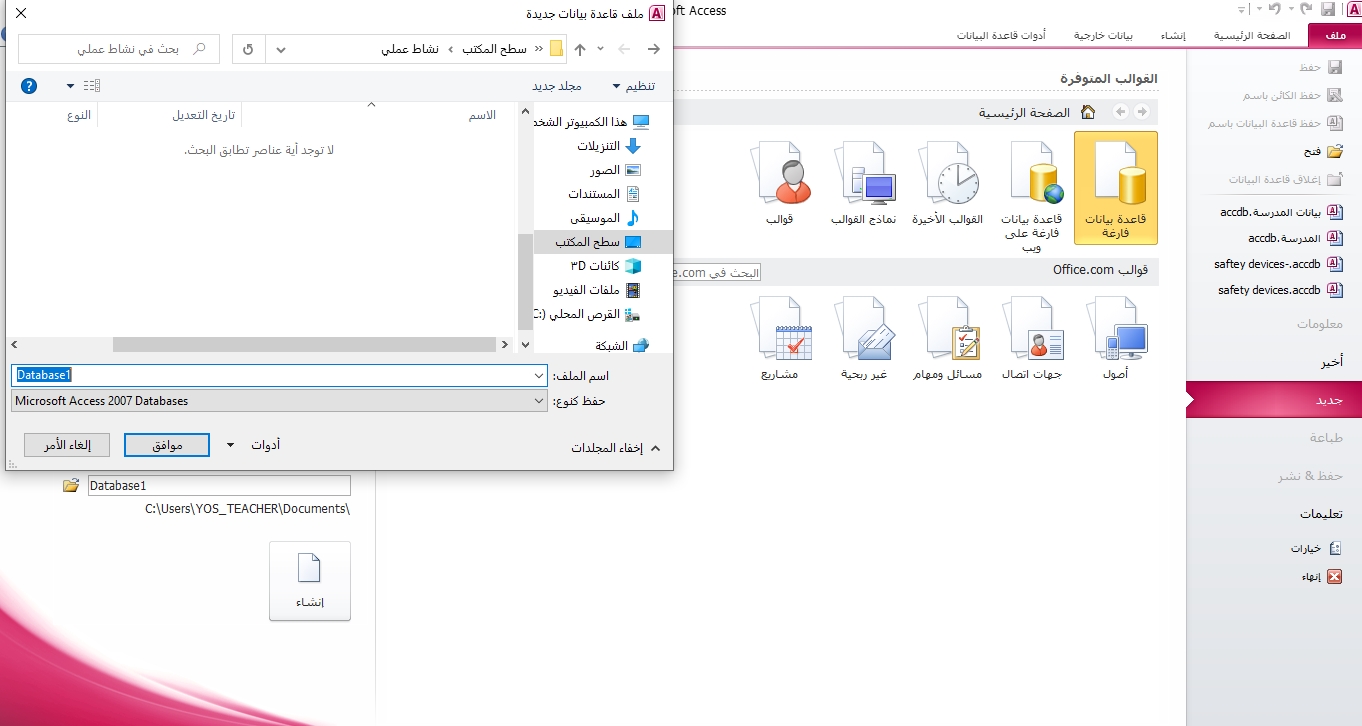 ft Access
ملف
الصفحة الرئيسية
إنشاء
بيانات خارجية
أدوات قاعدة البيانات
حفظ
حفظ الكائن باسم
حفظ قاعدة البيانات باسم
فتح
إغلاق قاعدة البيانات
بيانات المدرسة.accdb
المدرسة.accdb
saftey devices-.accdb
safety devices.accdb
معلومات
أخير
جديد
طباعة
حفظ & نشر
تعليمات
خيارات
إنهاء
القوالب المتوفرة
الصفحة الرئيسية
قاعدة بيانات فارغة
قاعدة بيانات فارغة على ويب
القوالب الأخيرة
نماذج القوالب
قوالب
قوالب Office.com
البحث في e.com
أصول
جهات اتصال
مسائل ومهام
غير ربحية
مشاريع
ملف قاعدة بيانات جديدة
سطح المكتب › نشاط عملي
بحث في نشاط عملي
تنظيم
مجلد جديد
هذا الكمبيوتر الشخص
التنزيلات
الصور
المستندات
الموسيقى
سطح المكتب
كائنات ٣D
ملفات الفيديو
القرص المحلي (C:
الشبكة
الاسم
تاريخ التعديل
النوع
لا توجد أية عناصر تطابق البحث.
اسم الملف:
Database1
حفظ كنوع:
Microsoft Access 2007 Databases
إخفاء المجلدات
أدوات
موافق
إلغاء الأمر
Database1
C:\Users\YOS_TEACHER\Documents\
إنشاء